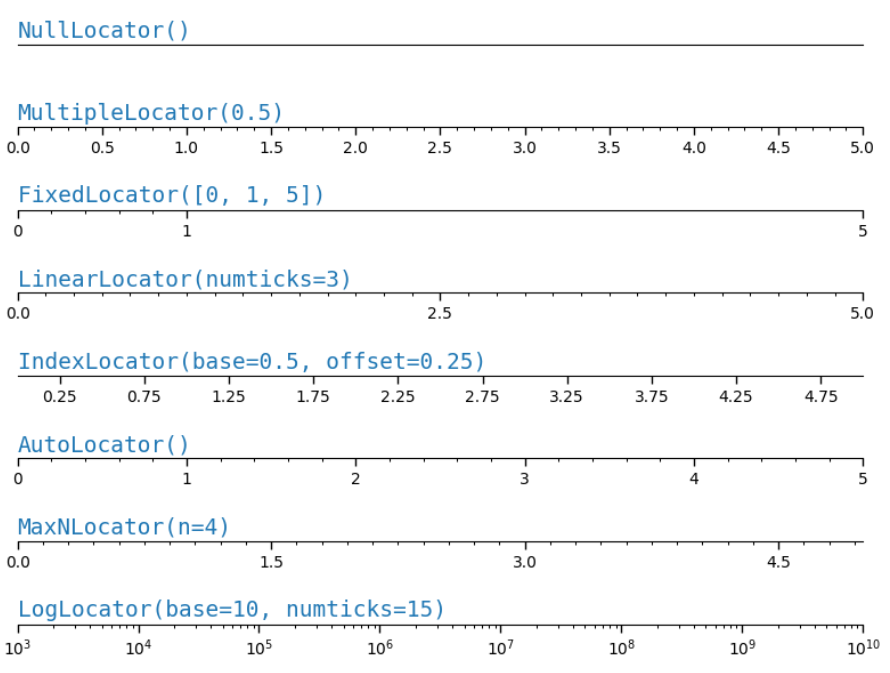 NullLocator()
MultipleLocator(0.5)
0.0 0.5 1.0 1.5 2.0 2.5 3.0 3.5 4.0 4.5 5.0
FixedLocator([0, 1, 5])
0 1 5
LinearLocator(numticks=3)
0.0 2.5 5.0
IndexLocator(base=0.5, offset=0.25)
0.25 0.75 1.25 1.75 2.25 2.75 3.25 3.75 4.25 4.75
AutoLocator()
0 1 2 3 4 5
MaxNLocator(n=4)
0.0 1.5 3.0 4.5
LogLocator(base=10, numticks=15)
10³ 10⁴ 10⁵ 10⁶ 10⁷ 10⁸ 10⁹ 10¹⁰